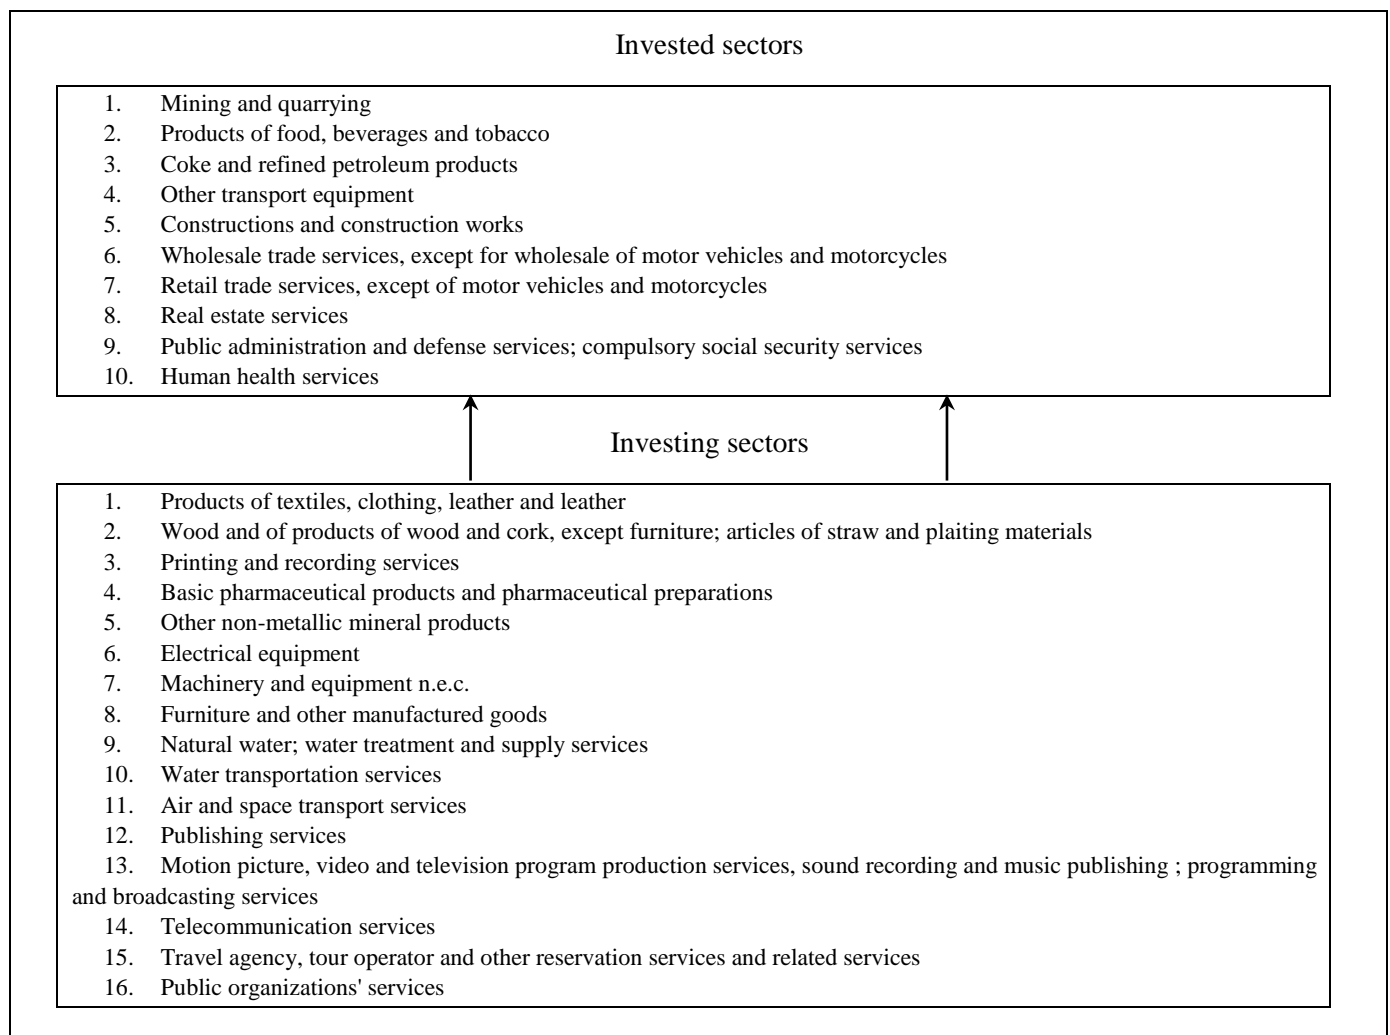 Invested sectors
1. Mining and quarrying
2. Products of food, beverages and tobacco
3. Coke and refined petroleum products
4. Other transport equipment
5. Constructions and construction works
6. Wholesale trade services, except for wholesale of motor vehicles and motorcycles
7. Retail trade services, except of motor vehicles and motorcycles
8. Real estate services
9. Public administration and defense services; compulsory social security services
10. Human health services
Investing sectors
1. Products of textiles, clothing, leather and leather
2. Wood and of products of wood and cork, except furniture; articles of straw and plaiting materials
3. Printing and recording services
4. Basic pharmaceutical products and pharmaceutical preparations
5. Other non-metallic mineral products
6. Electrical equipment
7. Machinery and equipment n.e.c.
8. Furniture and other manufactured goods
9. Natural water; water treatment and supply services
10. Water transportation services
11. Air and space transport services
12. Publishing services
13. Motion picture, video and television program production services, sound recording and music publishing ; programming
and broadcasting services
14. Telecommunication services
15. Travel agency, tour operator and other reservation services and related services
16. Public organizations' services